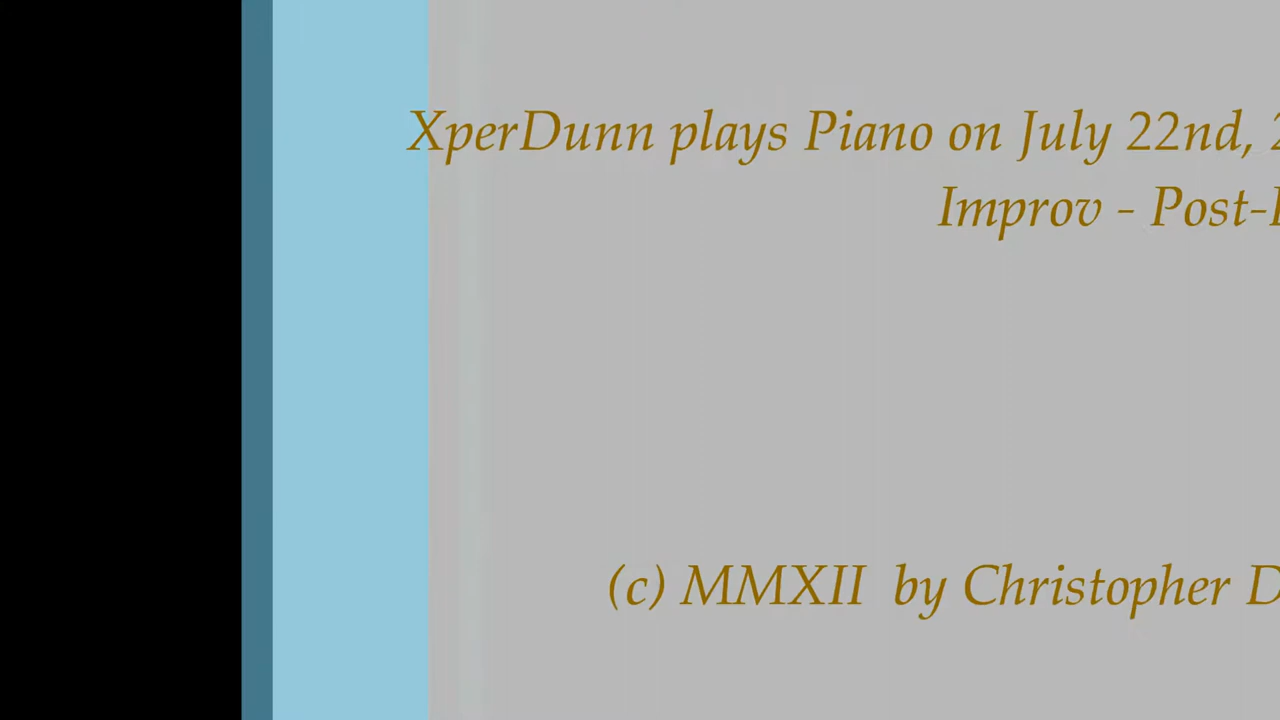 XperDunn plays Piano on July 22nd,
Improv - Post-
(c) MMXII by Christopher D